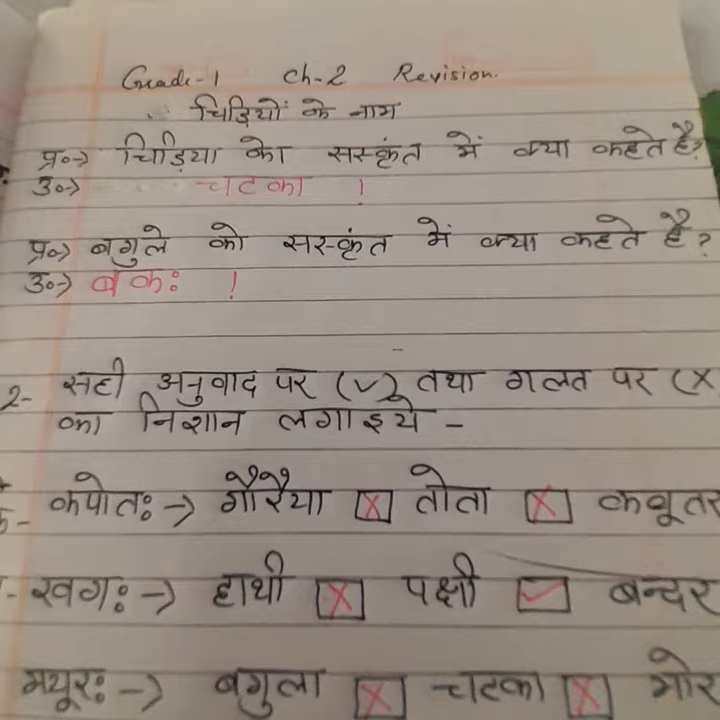 Grade-1 Ch-2 Revision.
चिड़ियों के नाम
प्र०→ चिड़िया को सस्कृंत में क्या कहते है?
उ०→ चटका ।
प्र०→ बगुले को सस्कृंत में क्या कहते है?
उ०→ बकः ।
2- सही अनुवाद पर (✓) तथा गलत पर (x
का निशान लगाइये -
क- कपोतः→ गौरैया [x] तोता [x] कबूतर
- खगः→ हाथी [x] पक्षी [✓] बन्दर
मयूरः→ बगुला [x] चटका [x] मोर